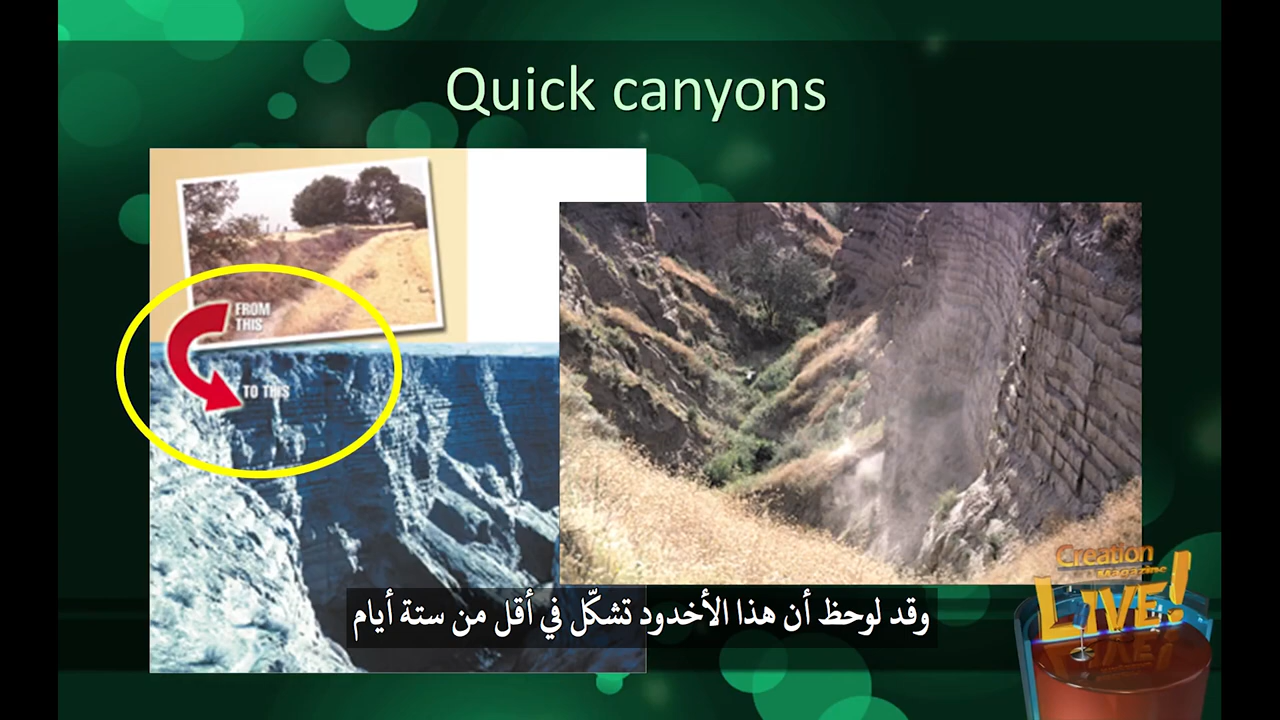 Quick canyons
FROM
THIS
TO THIS
وقد لوحظ أن هذا الأخدود تشكّل في أقل من ستة أيام
Creation
Magazine
LIVE!